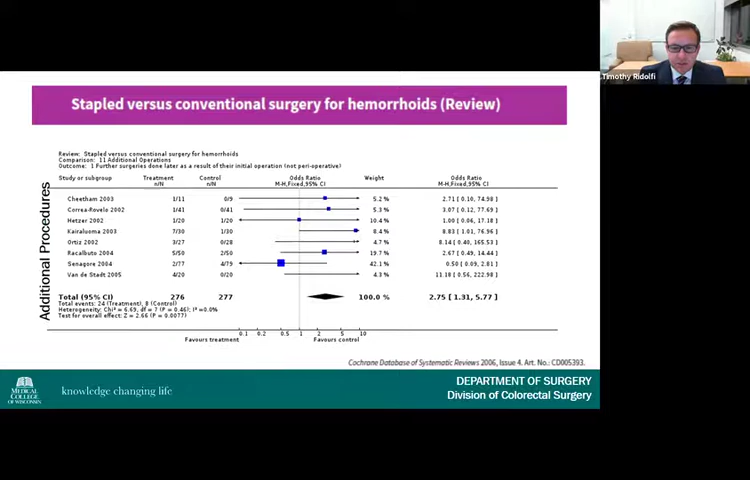 Timothy Ridolfi
Stapled versus conventional surgery for hemorrhoids (Review)
Review: Stapled versus conventional surgery for hemorrhoids
Comparison: 11 Additional Operations
Outcome: 1 Further surgeries done later as a result of their initial operation (not peri-operative)
Study or subgroup Treatment Control Odds Ratio Weight Odds Ratio
n/N n/N M-H,Fixed,95% CI M-H,Fixed,95% CI
Cheetham 2003 1/11 0/9 5.2 % 2.71 [ 0.10, 74.98 ]
Correa-Rovelo 2002 1/41 0/41 5.3 % 3.07 [ 0.12, 77.69 ]
Hetzer 2002 1/20 1/20 10.4 % 1.00 [ 0.06, 17.18 ]
Kairaluoma 2003 7/30 1/30 8.4 % 8.83 [ 1.01, 76.96 ]
Ortiz 2002 3/27 0/28 4.7 % 8.14 [ 0.40, 165.53 ]
Racalbuto 2004 5/50 2/50 19.7 % 2.67 [ 0.49, 14.44 ]
Senagore 2004 2/77 4/79 42.1 % 0.50 [ 0.09, 2.81 ]
Van de Stadt 2005 4/20 0/20 4.3 % 11.18 [ 0.56, 222.98 ]
Total (95% CI) 276 277 100.0 % 2.75 [ 1.31, 5.77 ]
Total events: 24 (Treatment), 8 (Control)
Heterogeneity: Chi² = 6.69, df = 7 (P = 0.46); I² =0.0%
Test for overall effect: Z = 2.66 (P = 0.0077)
0.1 0.2 0.5 1 2 5 10
Favours treatment Favours control
Additional Procedures
Cochrane Database of Systematic Reviews 2006, Issue 4. Art. No.: CD005393.
MEDICAL
COLLEGE
OF WISCONSIN
knowledge changing life
DEPARTMENT OF SURGERY
Division of Colorectal Surgery